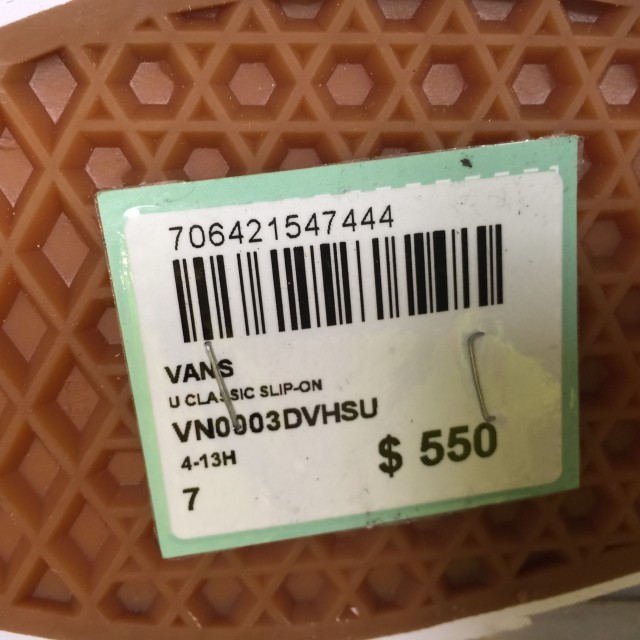 706421547444
VANS
U CLASSIC SLIP-ON
VN0003DVHSU
4-13H
$ 550
7